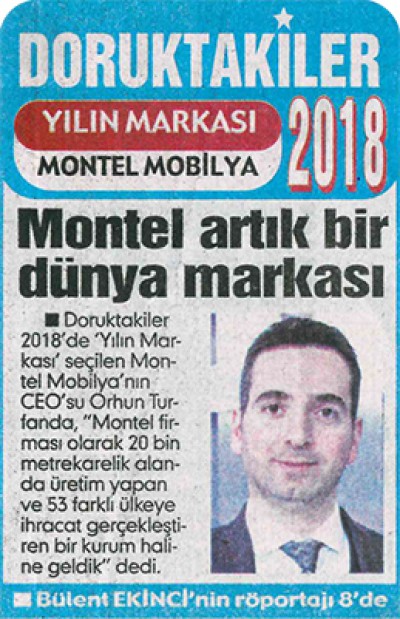 DORUKTAKİLER
YILIN MARKASI
2018
MONTEL MOBİLYA
Montel artık bir
dünya markası
■ Doruktakiler
2018'de 'Yılın Mar-
kası' seçilen Mon-
tel Mobilya'nın
CEO'su Orhun Tur-
fanda, "Montel fir-
ması olarak 20 bin
metrekarelik alan-
da üretim yapan
ve 53 farklı ülkeye
ihracat gerçekleşti-
ren bir kurum hali-
ne geldik" dedi.
■ Bülent EKİNCİ'nin röportajı 8'de